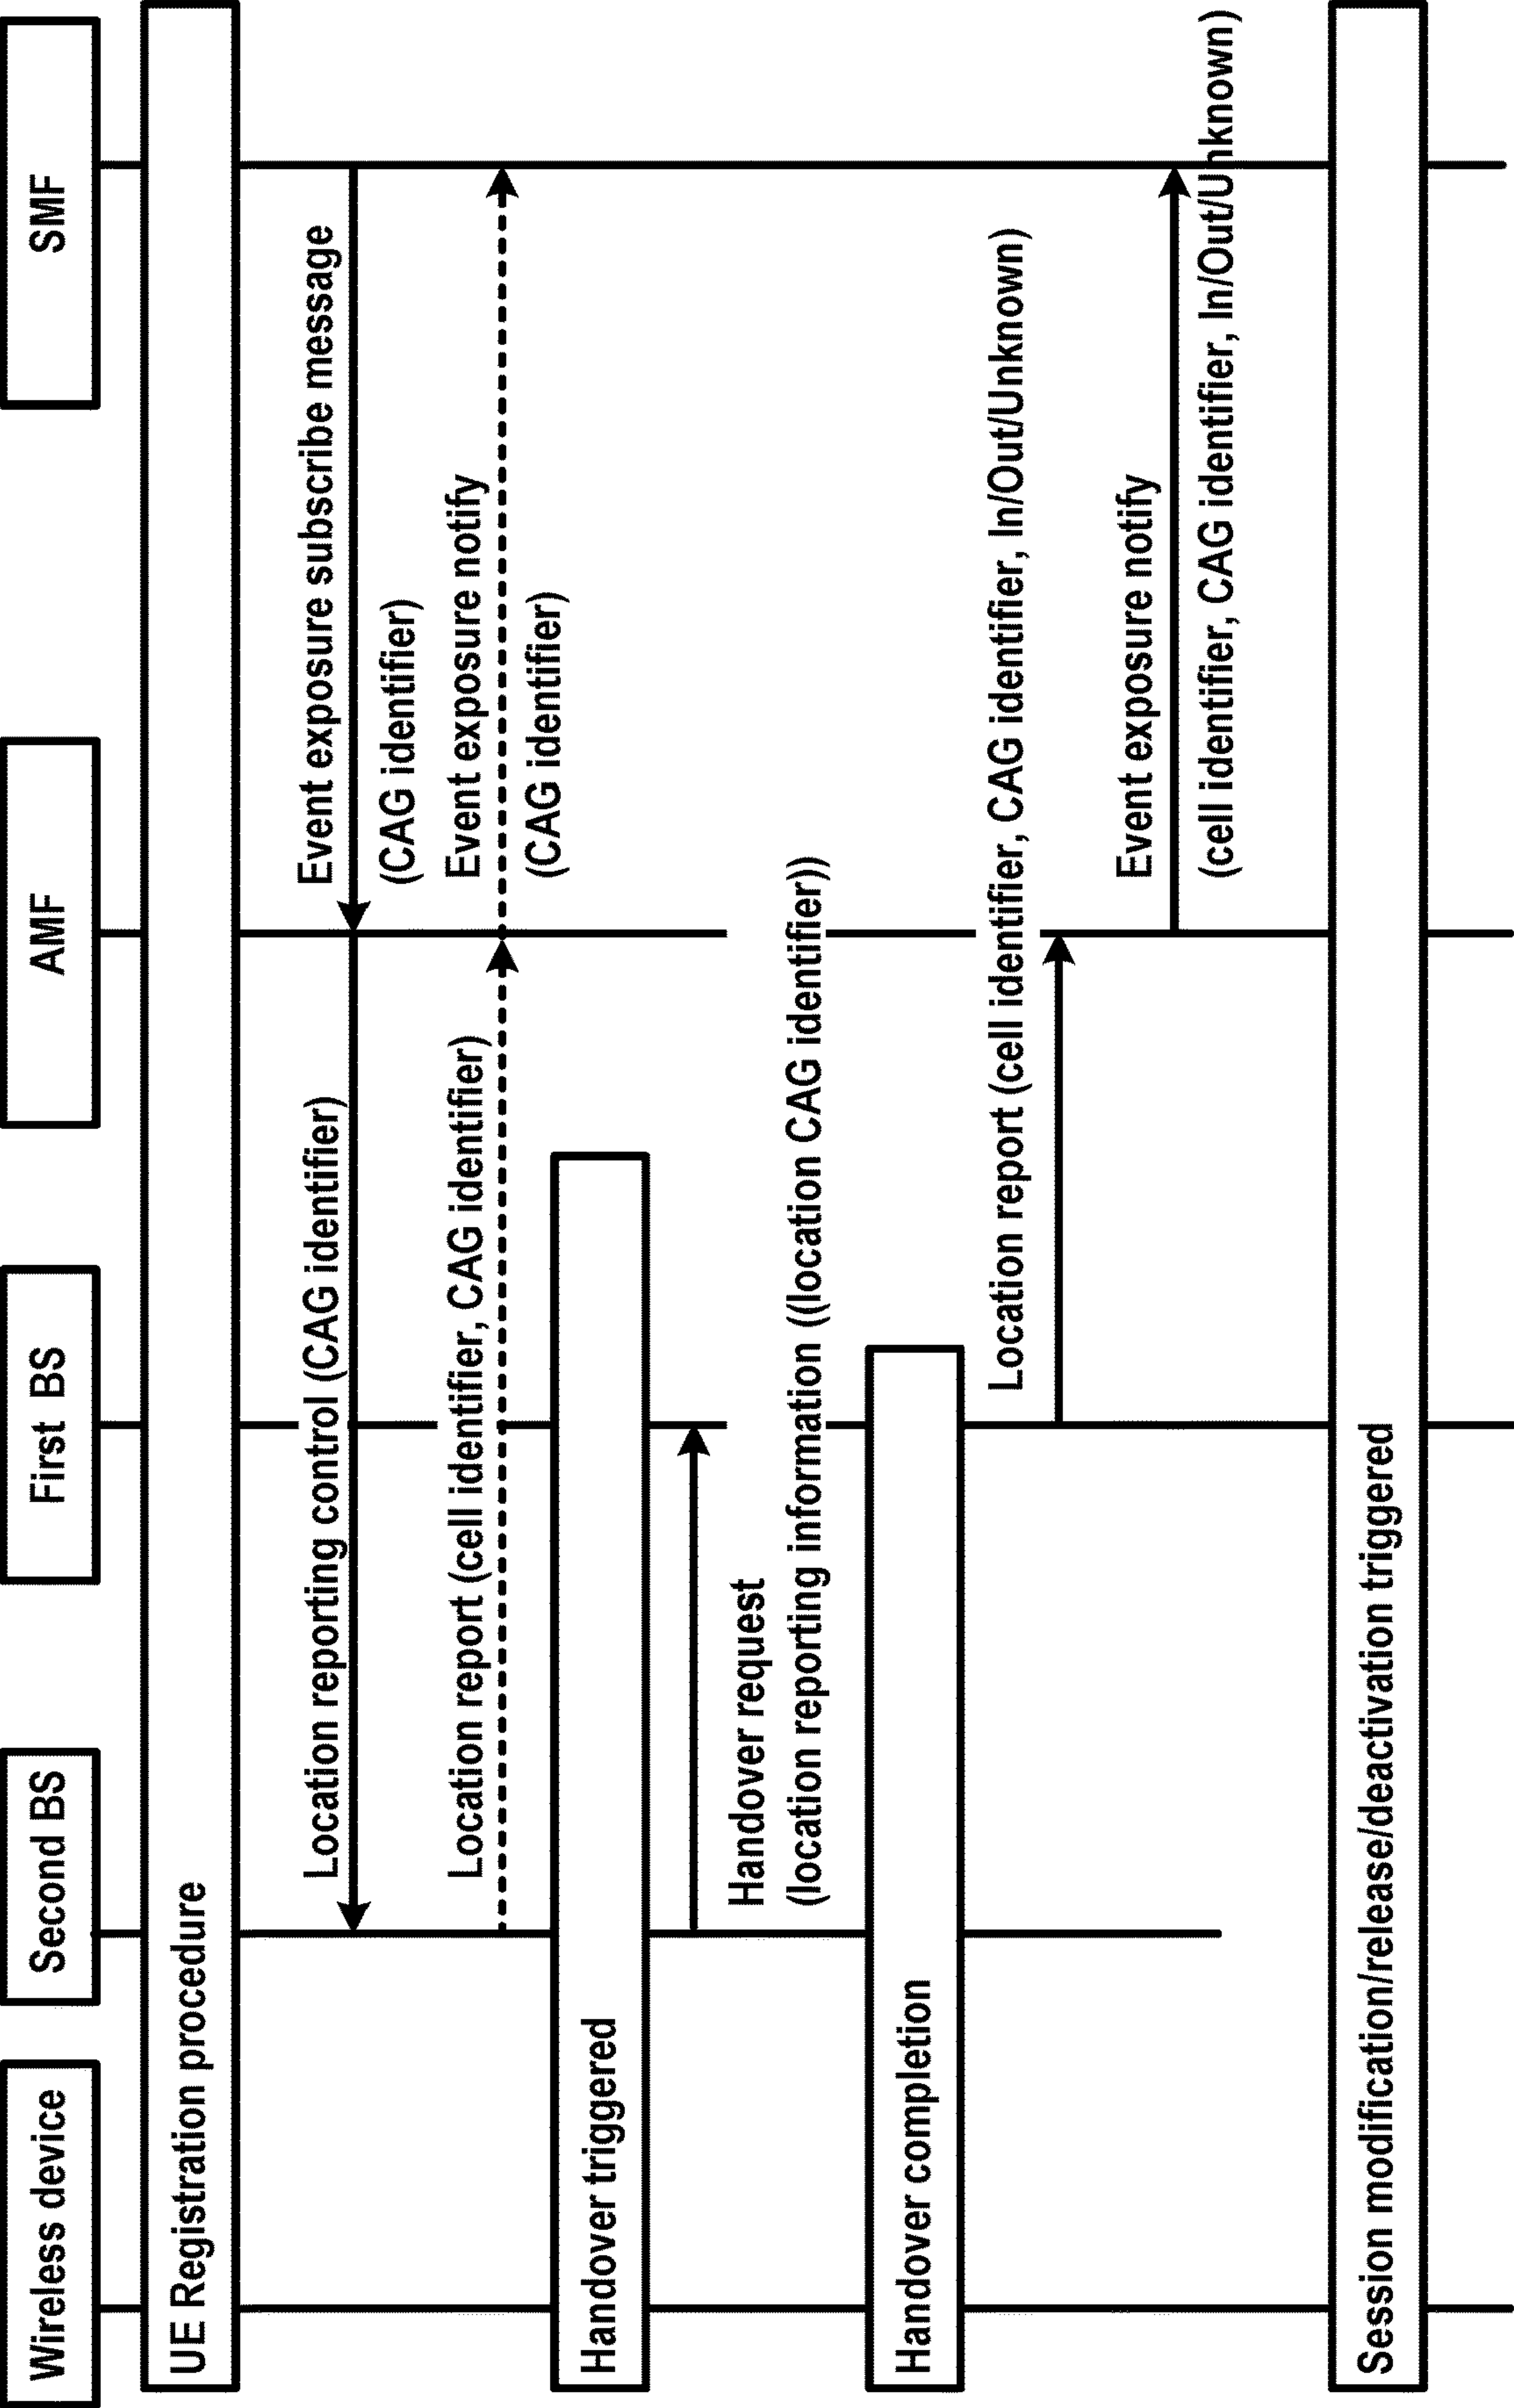 Wireless device
Second BS
First BS
AMF
SMF
UE Registration procedure
Event exposure subscribe message
(CAG identifier)
Location reporting control (CAG identifier)
Event exposure notify
(CAG identifier)
Location report (cell identifier, CAG identifier)
Handover triggered
Handover request
(location reporting information ((location CAG identifier))
Handover completion
Location report (cell identifier, CAG identifier, In/Out/Unknown)
Event exposure notify
(cell identifier, CAG identifier, In/Out/Unknown)
Session modification/release/deactivation triggered